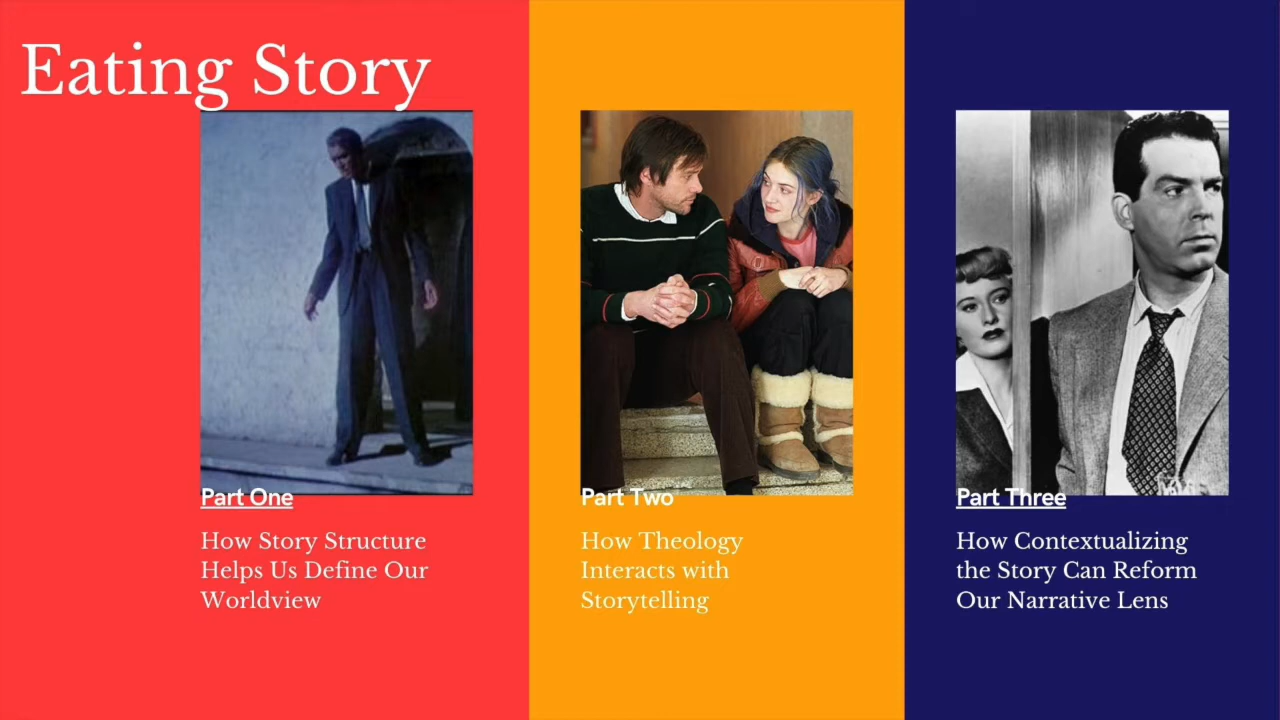 Eating Story
Part One
How Story Structure
Helps Us Define Our
Worldview
Part Two
How Theology
Interacts with
Storytelling
Part Three
How Contextualizing
the Story Can Reform
Our Narrative Lens